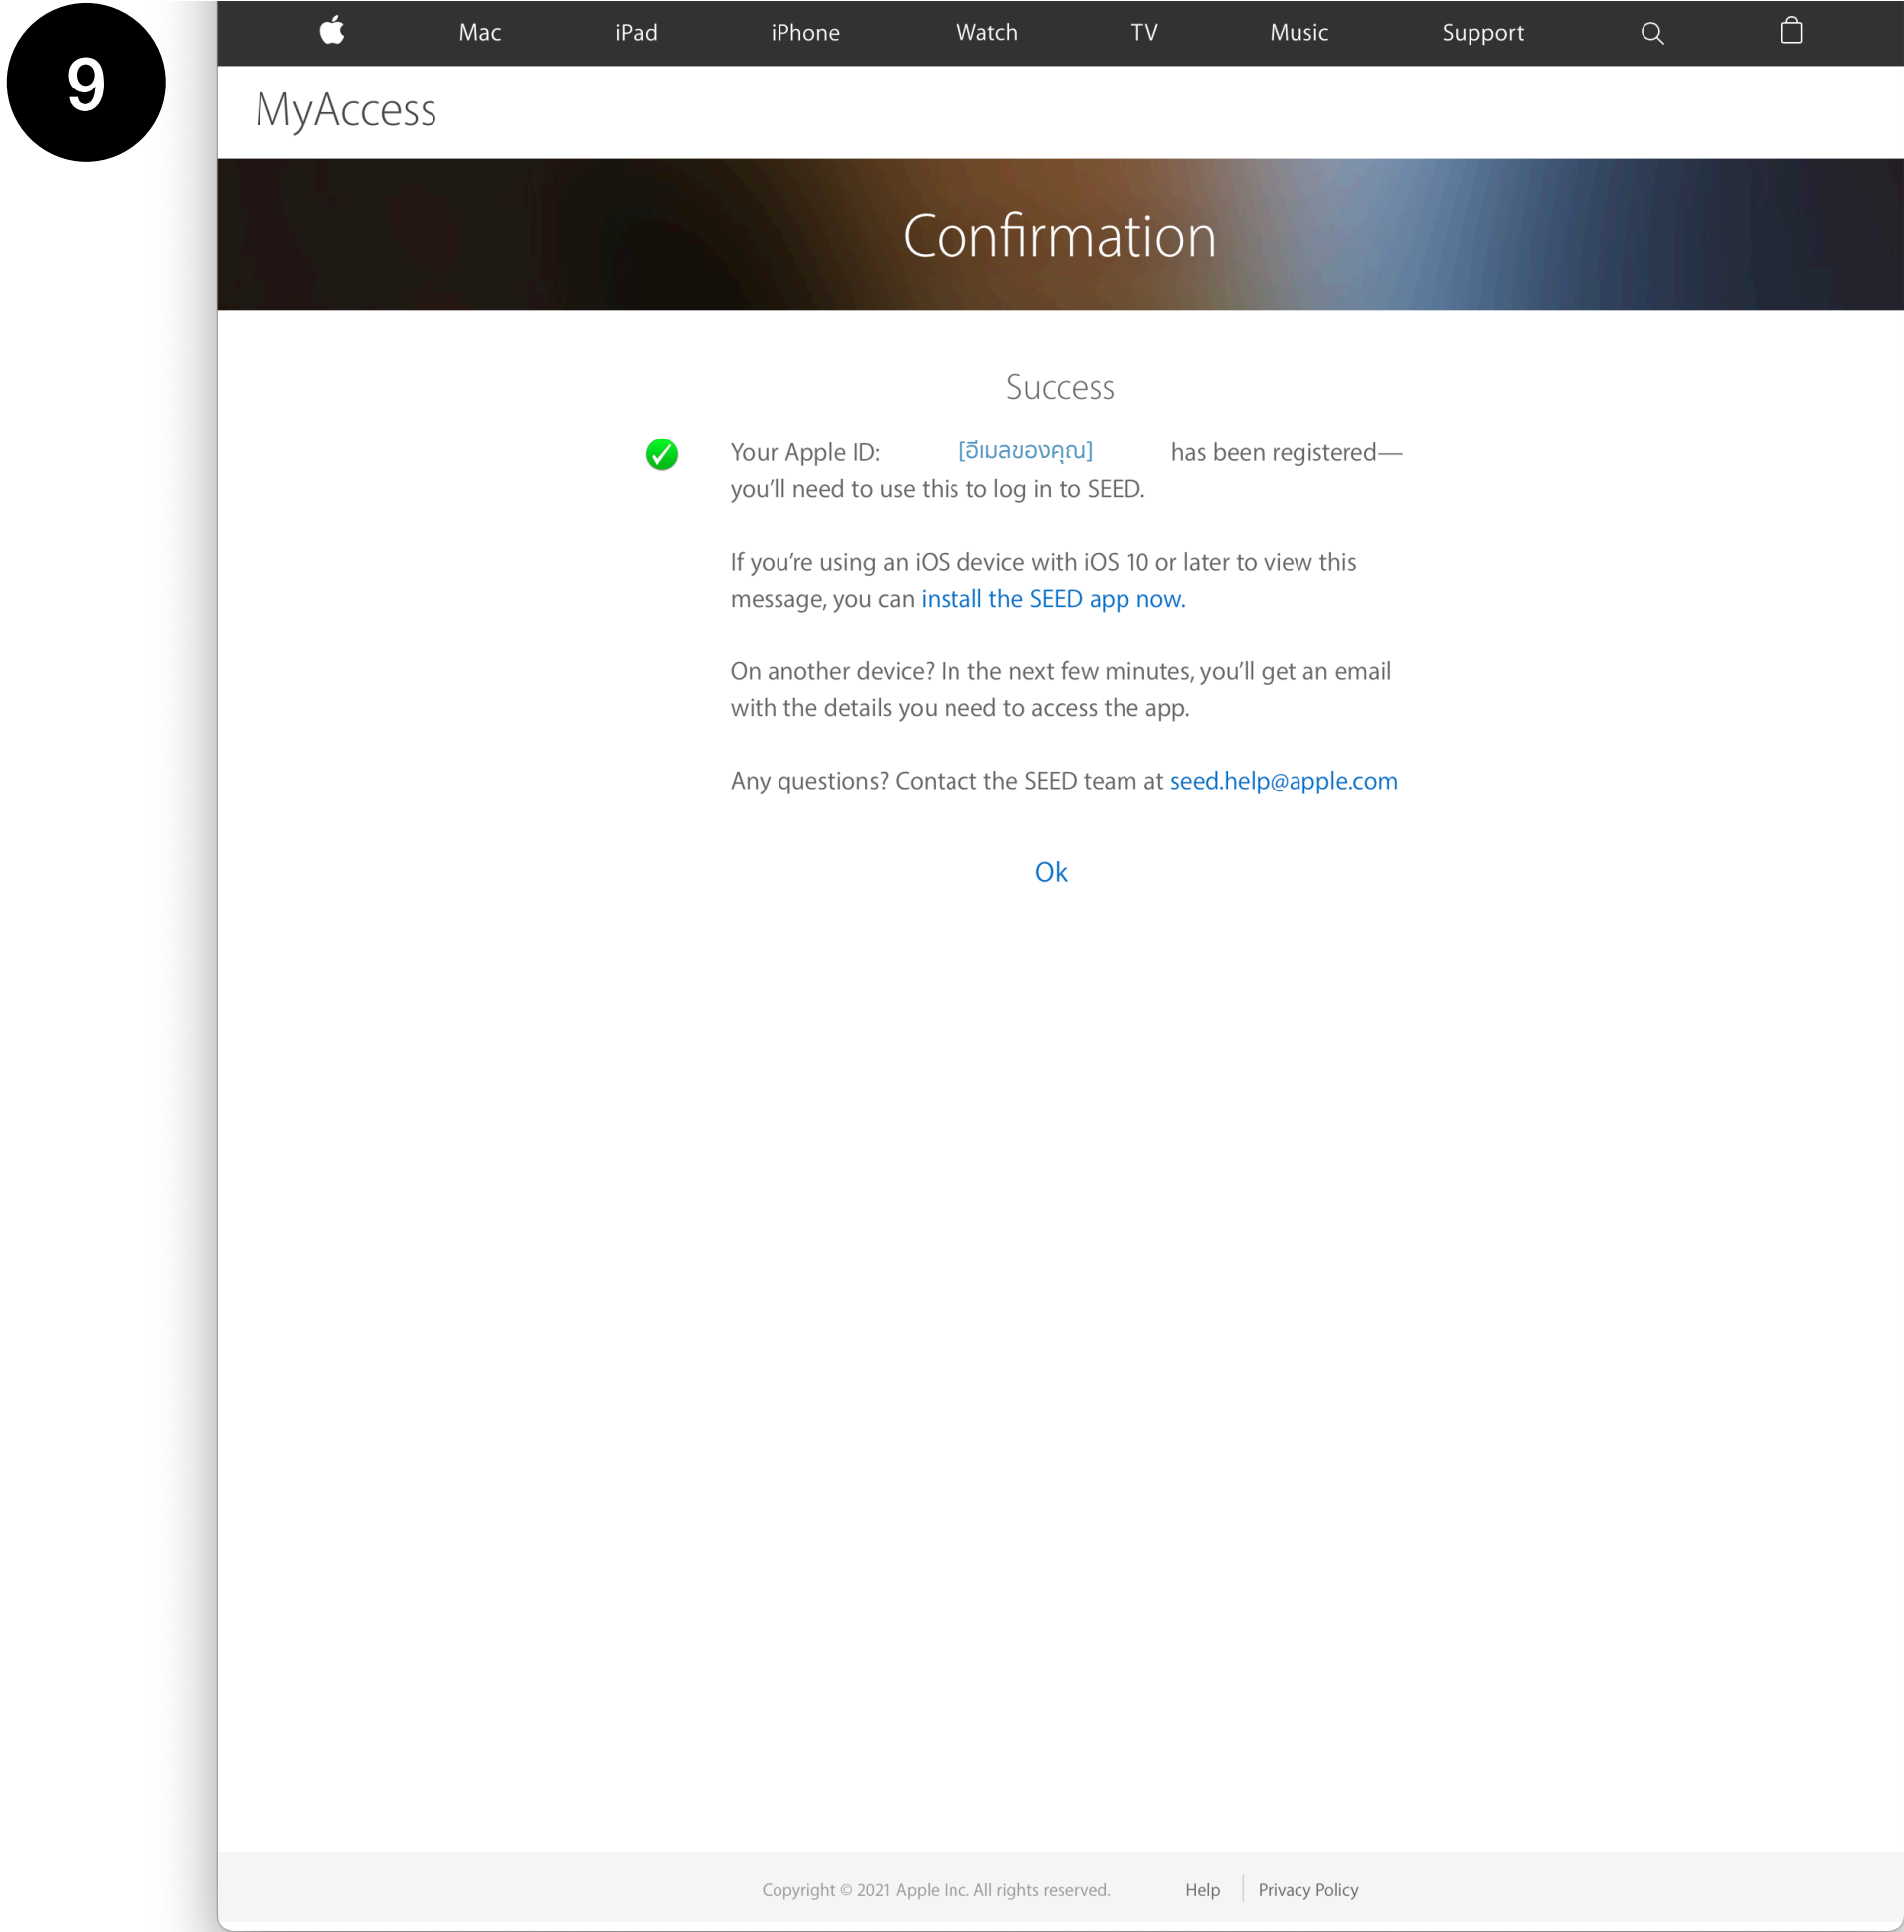 9
Mac iPad iPhone Watch TV Music Support
MyAccess
Confirmation
Success
Your Apple ID: [อีเมลของคุณ] has been registered—
you’ll need to use this to log in to SEED.
If you’re using an iOS device with iOS 10 or later to view this
message, you can install the SEED app now.
On another device? In the next few minutes, you’ll get an email
with the details you need to access the app.
Any questions? Contact the SEED team at seed.help@apple.com
Ok
Copyright © 2021 Apple Inc. All rights reserved. Help Privacy Policy